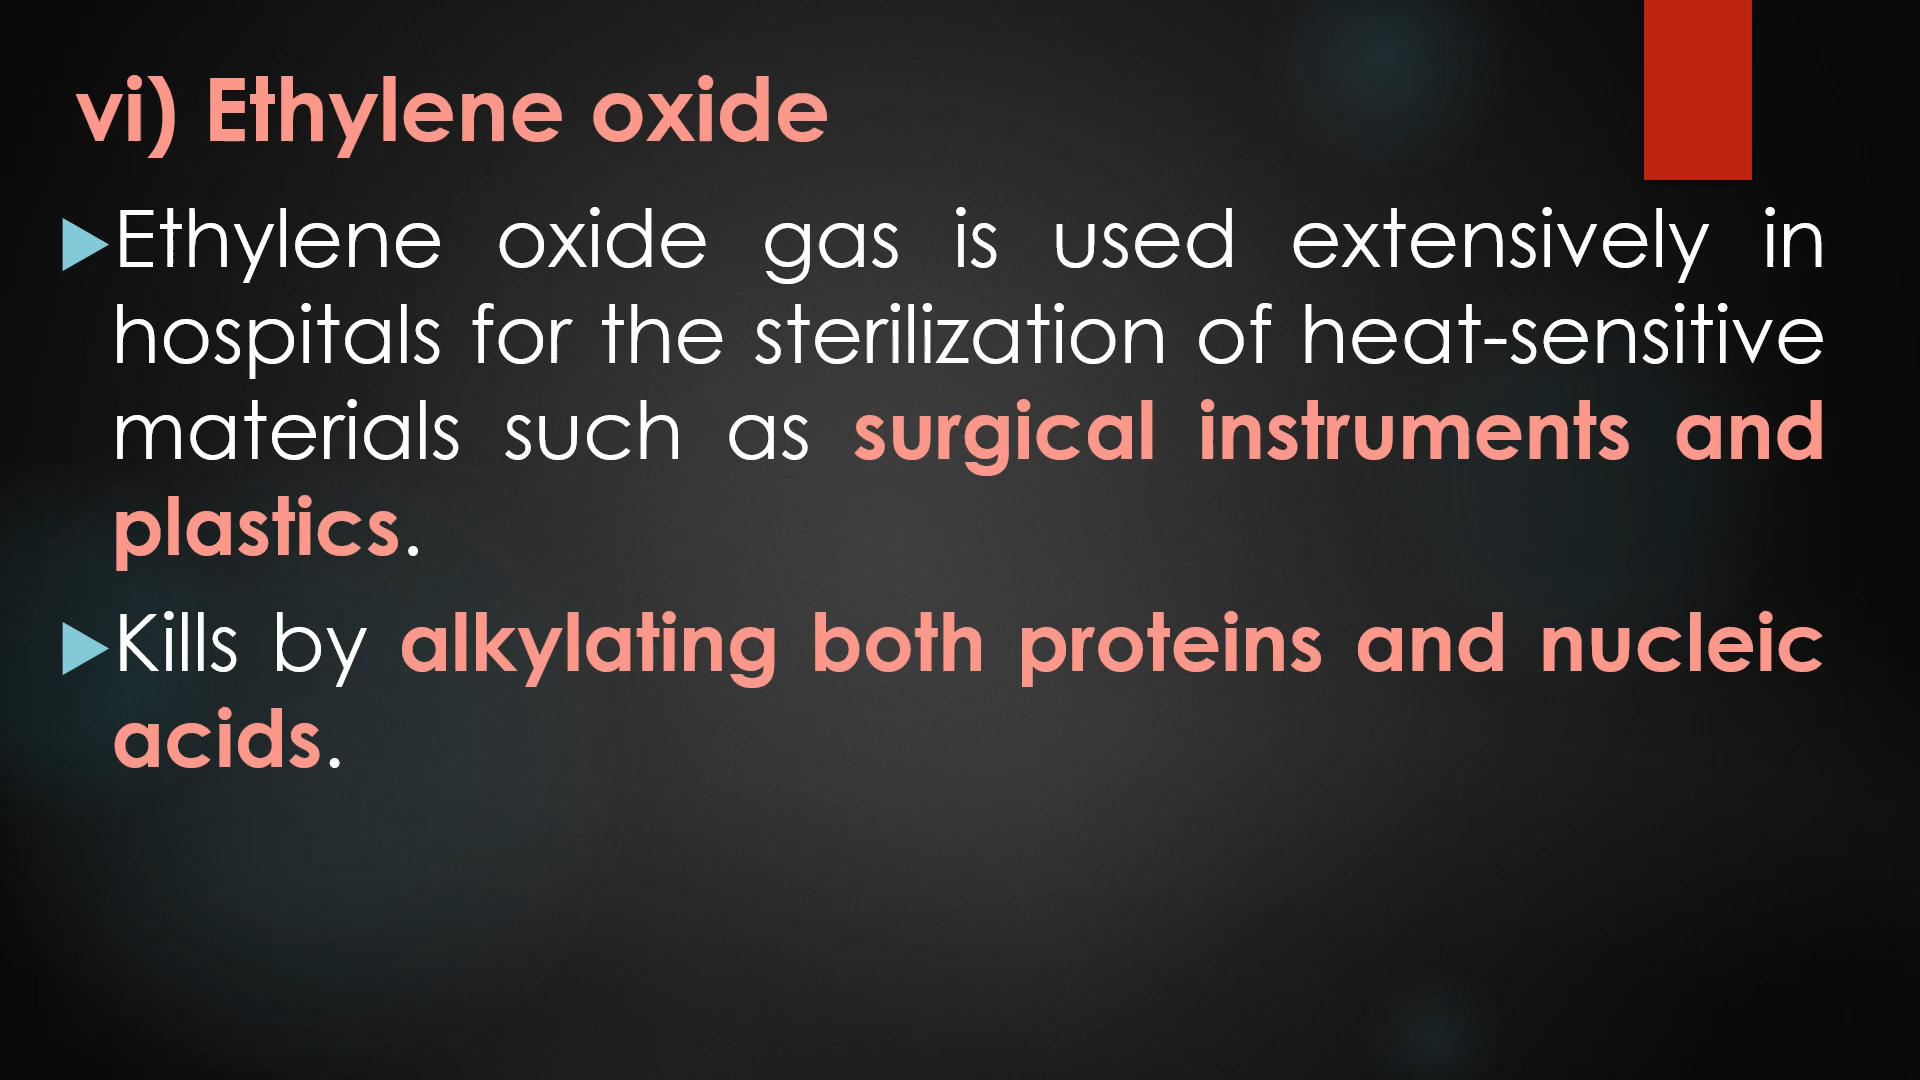 vi) Ethylene oxide
Ethylene oxide gas is used extensively in
hospitals for the sterilization of heat-sensitive
materials such as surgical instruments and
plastics.
Kills by alkylating both proteins and nucleic
acids.